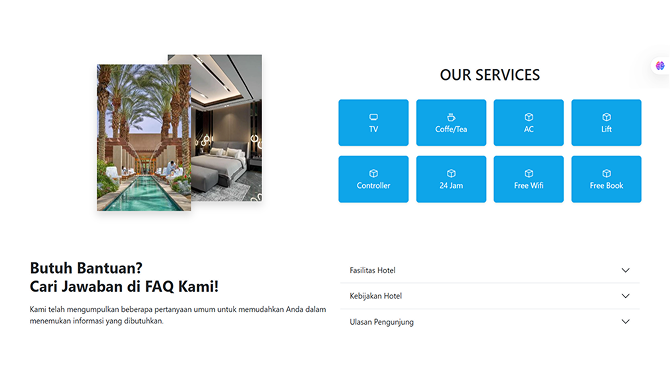 OUR SERVICES
TV
Coffe/Tea
AC
Lift
Controller
24 Jam
Free Wifi
Free Book
Butuh Bantuan?
Cari Jawaban di FAQ Kami!
Kami telah mengumpulkan beberapa pertanyaan umum untuk memudahkan Anda dalam
menemukan informasi yang dibutuhkan.
Fasilitas Hotel
Kebijakan Hotel
Ulasan Pengunjung